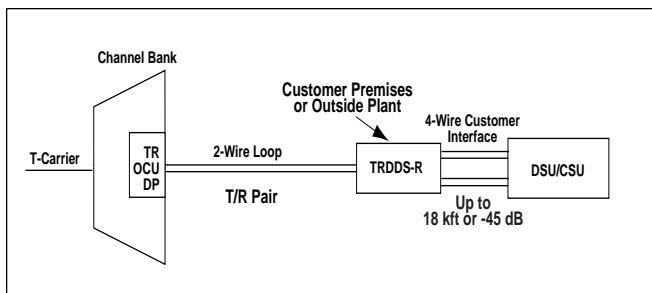 Channel Bank
T-Carrier
TR
OCU
DP
2-Wire Loop
T/R Pair
Customer Premises
or Outside Plant
TRDDS-R
4-Wire Customer
Interface
DSU/CSU
Up to
18 kft or -45 dB